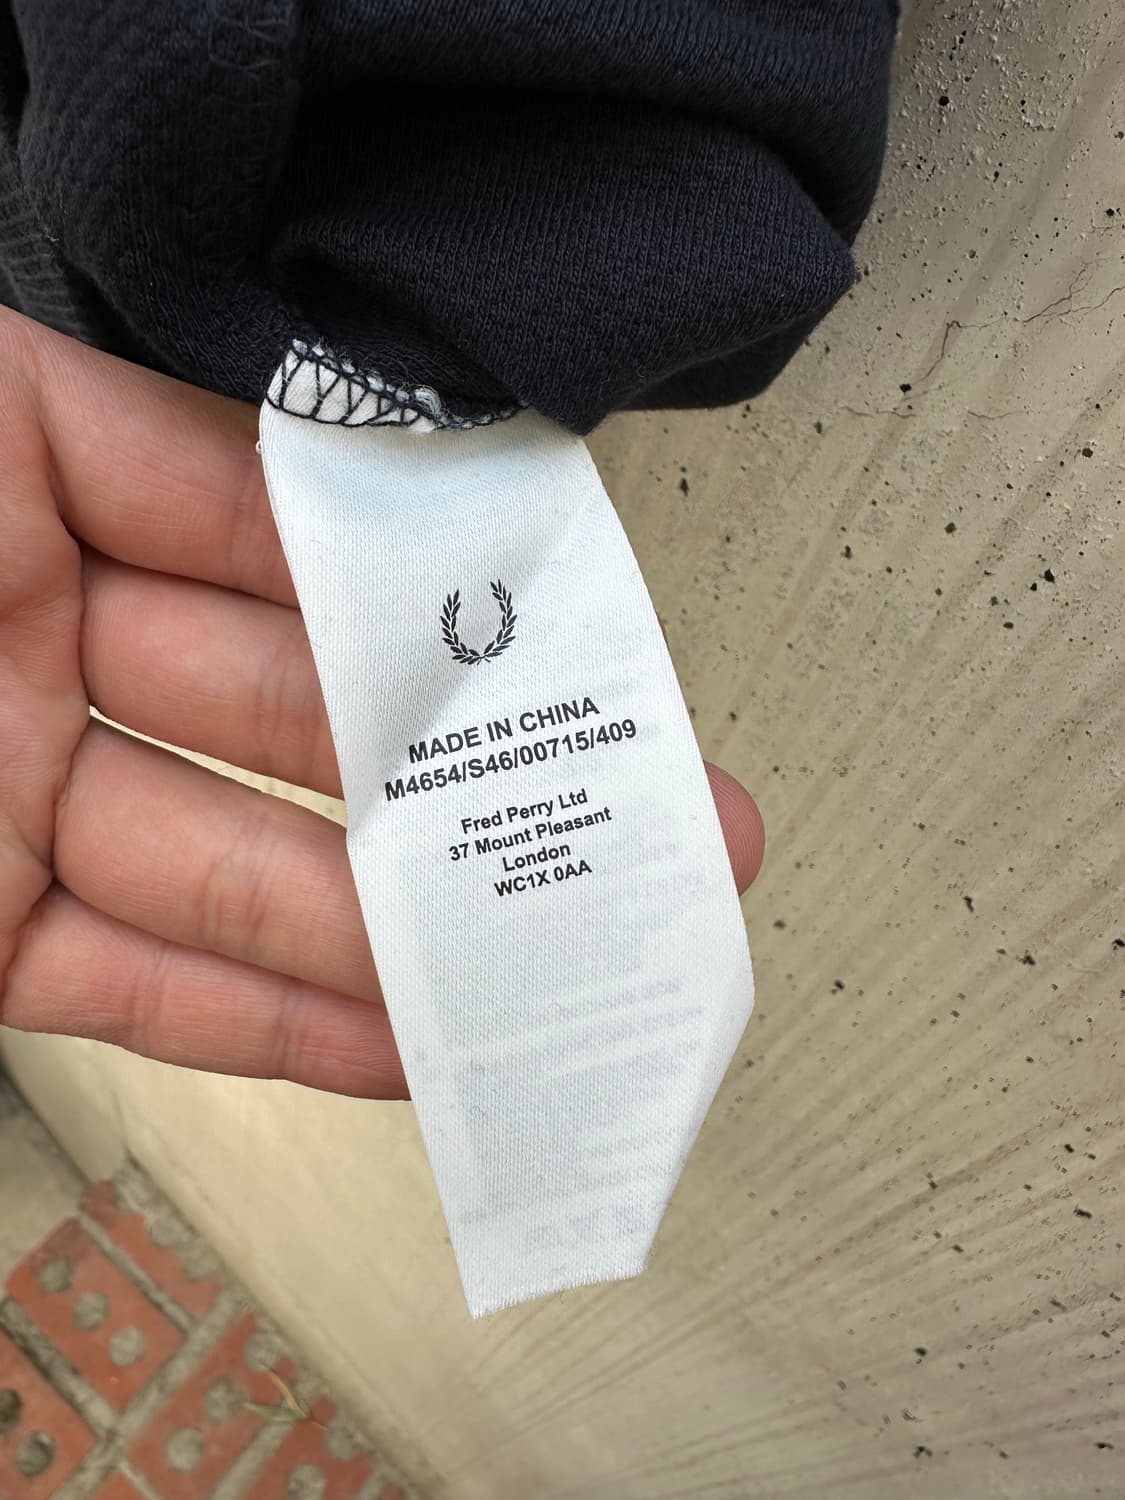 MADE IN CHINA
M4654/S46/00715/409
Fred Perry Ltd
37 Mount Pleasant
London
WC1X 0AA